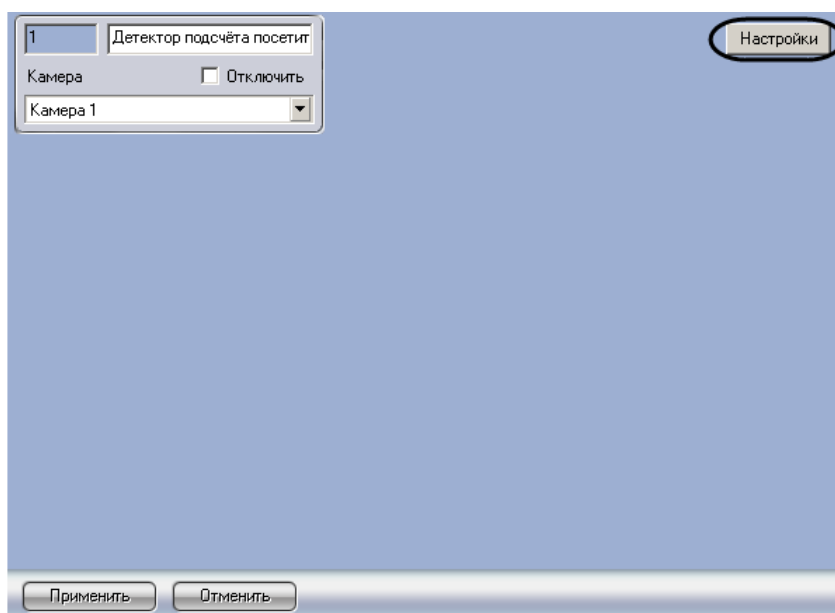 1 Детектор подсчёта посетит
Настройки
Камера Отключить
Камера 1
Применить Отменить